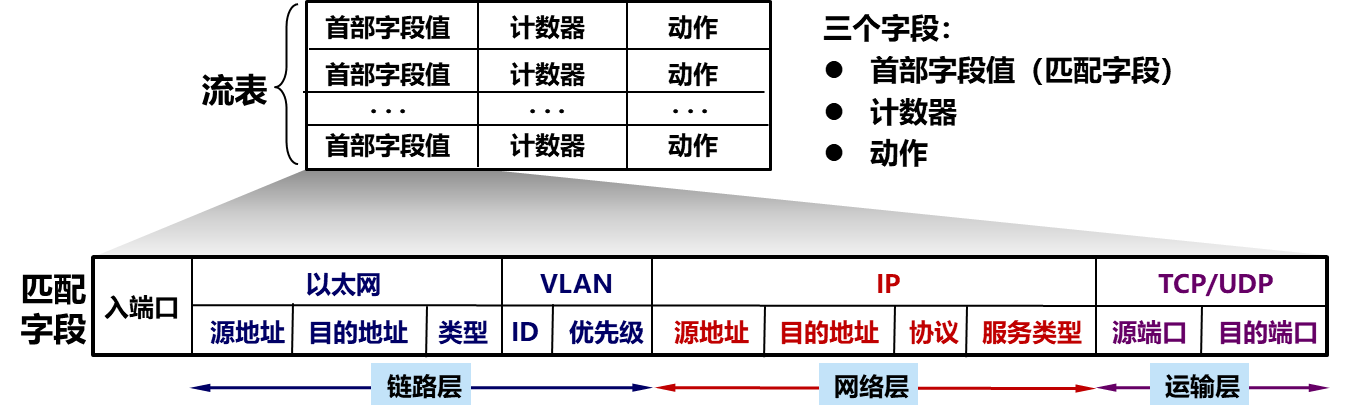 首部字段值 计数器 动作
首部字段值 计数器 动作
··· ··· ···
首部字段值 计数器 动作
流表
三个字段：
● 首部字段值（匹配字段）
● 计数器
● 动作
匹配
字段
入端口
以太网 VLAN IP TCP/UDP
源地址 目的地址 类型 ID 优先级 源地址 目的地址 协议 服务类型 源端口 目的端口
链路层 网络层 运输层